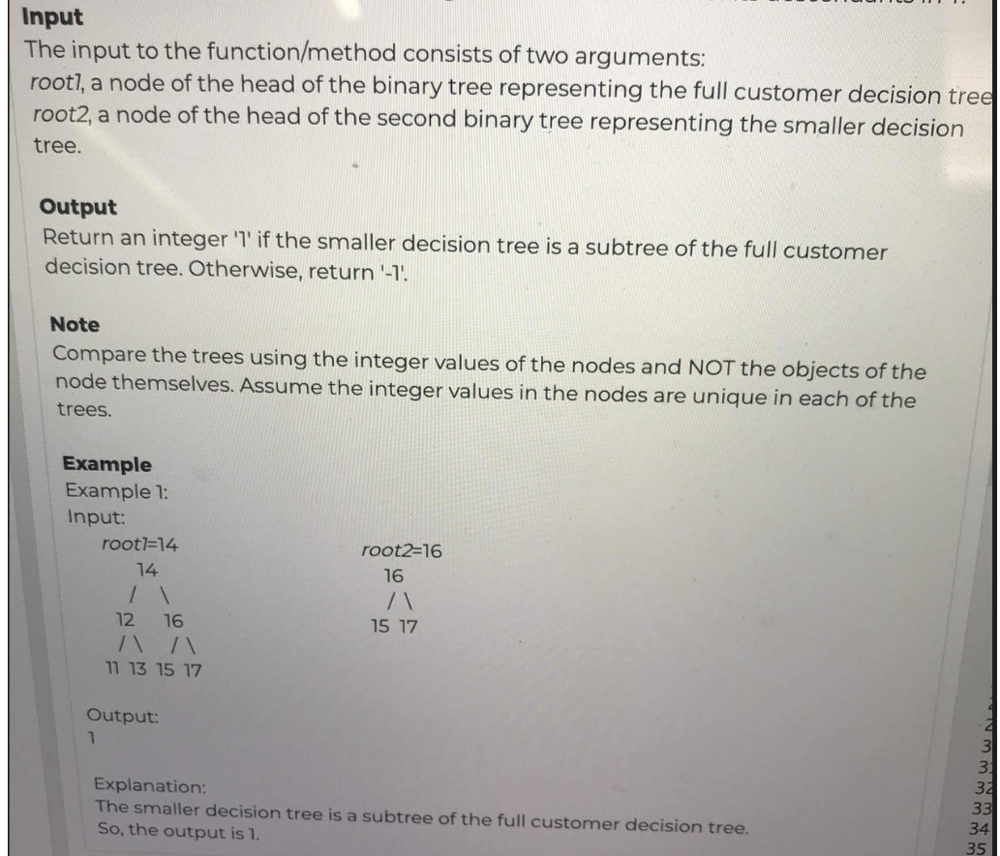 Input
The input to the function/method consists of two arguments:
root1, a node of the head of the binary tree representing the full customer decision tree
root2, a node of the head of the second binary tree representing the smaller decision
tree.
Output
Return an integer '1' if the smaller decision tree is a subtree of the full customer
decision tree. Otherwise, return '-1'.
Note
Compare the trees using the integer values of the nodes and NOT the objects of the
node themselves. Assume the integer values in the nodes are unique in each of the
trees.
Example
Example 1:
Input:
root1=14 root2=16
14 16
/ \ / \
12 16 15 17
/ \ / \
11 13 15 17
Output:
1
Explanation:
The smaller decision tree is a subtree of the full customer decision tree.
So, the output is 1.
32
33
34
35